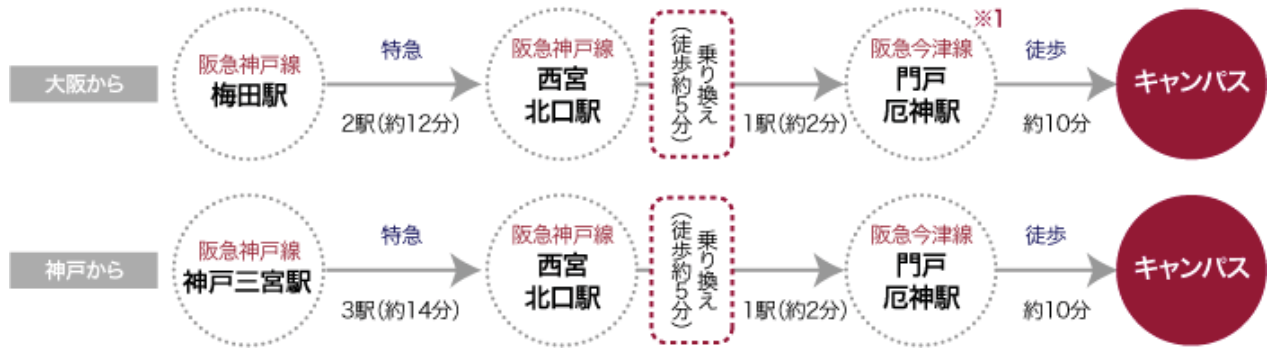 大阪から
阪急神戸線
梅田駅
特急
2駅(約12分)
阪急神戸線
西宮
北口駅
乗り換え
(徒歩約5分)
1駅(約2分)
※1
阪急今津線
門戸
厄神駅
徒歩
約10分
キャンパス
神戸から
阪急神戸線
神戸三宮駅
特急
3駅(約14分)
阪急神戸線
西宮
北口駅
乗り換え
(徒歩約5分)
1駅(約2分)
阪急今津線
門戸
厄神駅
徒歩
約10分
キャンパス